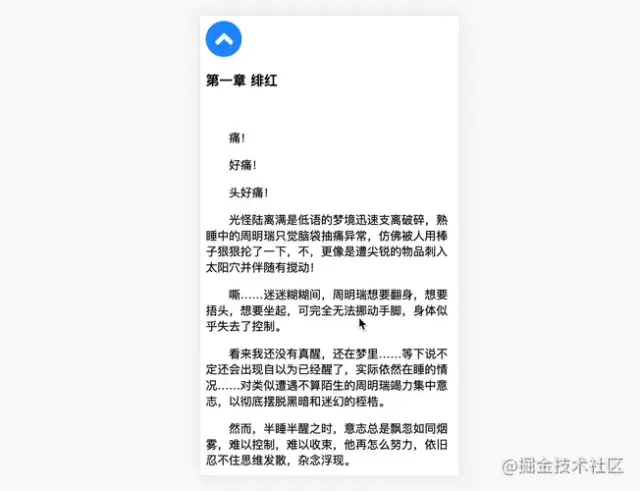 第一章 绯红
痛!
好痛!
头好痛!
光怪陆离满是低语的梦境迅速支离破碎，熟
睡中的周明瑞只觉脑袋抽痛异常，仿佛被人用棒
子狠狠抡了一下，不，更像是遭尖锐的物品刺入
太阳穴并伴随有搅动!
嘶……迷迷糊糊间，周明瑞想要翻身，想要
捂头，想要坐起，可完全无法挪动手脚，身体似
乎失去了控制。
看来我还没有真醒，还在梦里……等下说不
定还会出现自以为已经醒了，实际依然在睡的情
况……对类似遭遇不算陌生的周明瑞竭力集中意
志，以彻底摆脱黑暗和迷幻的桎梏。
然而，半睡半醒之时，意志总是飘忽如同烟
雾，难以控制，难以收束，他再怎么努力，依旧
忍不住思维发散，杂念浮现。
@掘金技术社区